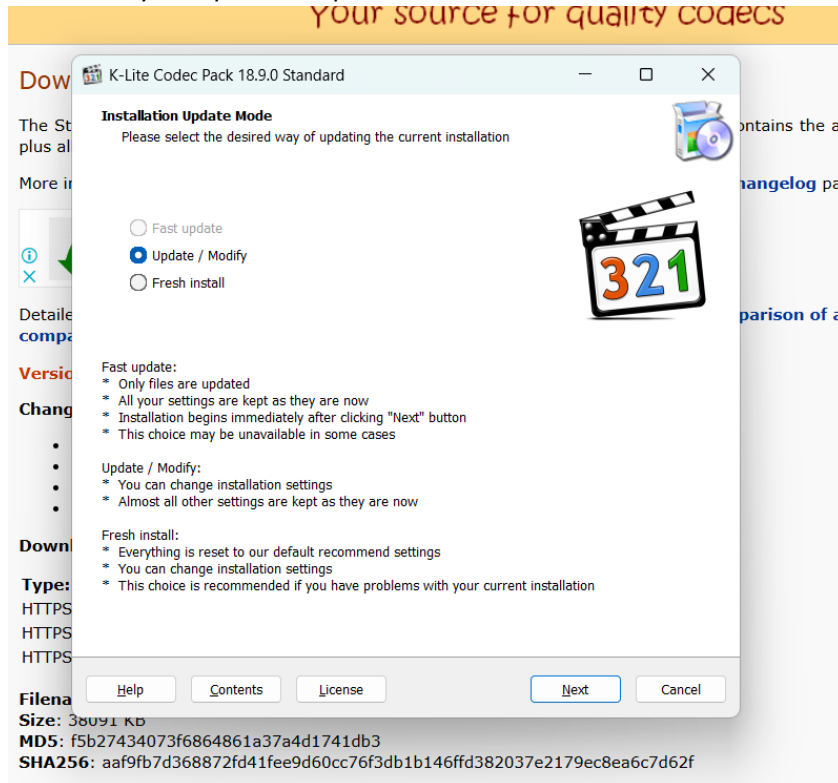 Your source for quality codecs
Dow
K-Lite Codec Pack 18.9.0 Standard
Installation Update Mode
Please select the desired way of updating the current installation
The St
ontains the a
plus al
More in
hangelog pa
Fast update
Update / Modify
Fresh install
321
Detaile
parison of a
compa
Fast update:
* Only files are updated
* All your settings are kept as they are now
* Installation begins immediately after clicking "Next" button
* This choice may be unavailable in some cases
Versio
Chang
Update / Modify:
* You can change installation settings
* Almost all other settings are kept as they are now
Fresh install:
* Everything is reset to our default recommend settings
* You can change installation settings
* This choice is recommended if you have problems with your current installation
Downl
Type:
HTTPS
HTTPS
HTTPS
Help Contents License Next Cancel
Filena
Size: 38091 KB
MD5: f5b27434073f6864861a37a4d1741db3
SHA256: aaf9fb7d368872fd41fee9d60cc76f3db1b146ffd382037e2179ec8ea6c7d62f